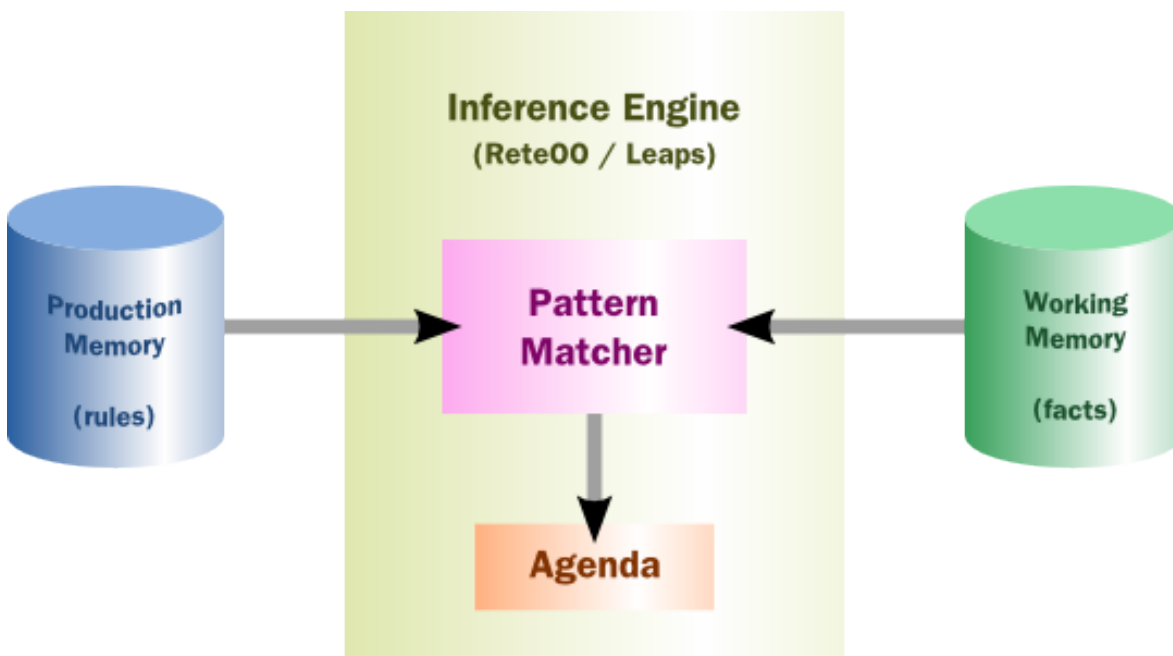 Inference Engine
(ReteOO / Leaps)
Production
Memory
(rules)
Pattern
Matcher
Working
Memory
(facts)
Agenda